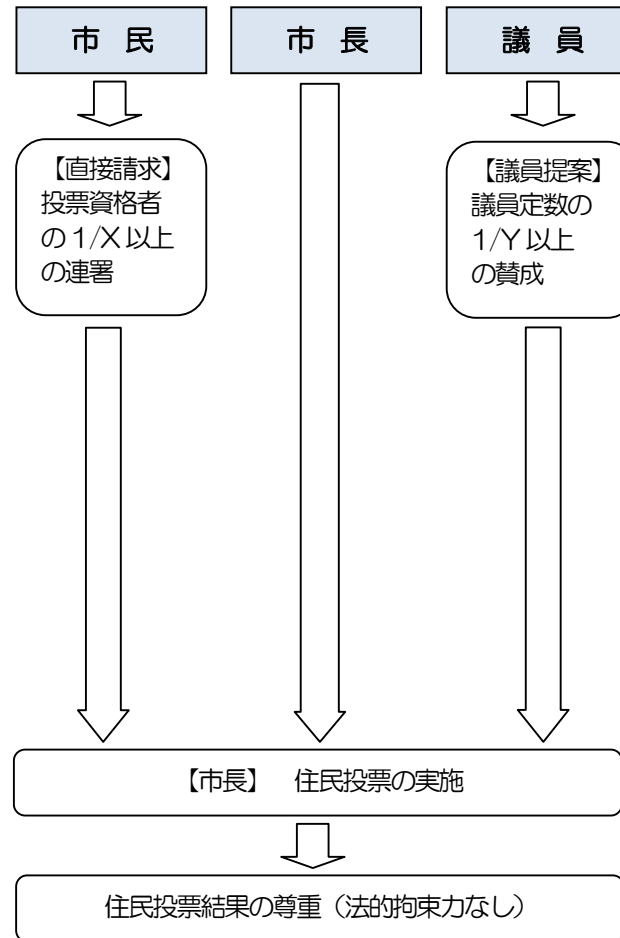 市 民
市 長
議 員
【直接請求】
投票資格者
の1/X以上
の連署
【議員提案】
議員定数の
1/Y以上
の賛成
【市長】 住民投票の実施
住民投票結果の尊重（法的拘束力なし）